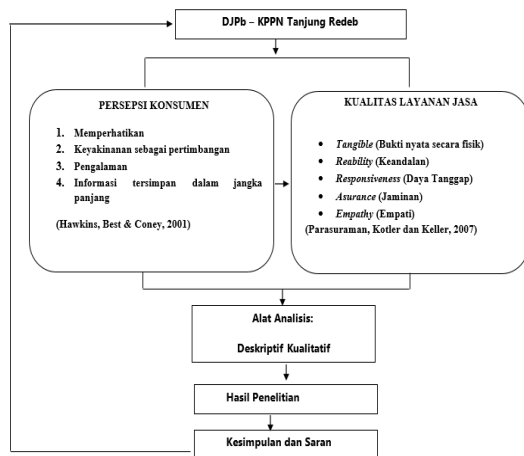 DJPb – KPPN Tanjung Redeb
PERSEPSI KONSUMEN
1. Memperhatikan
2. Keyakinanan sebagai pertimbangan
3. Pengalaman
4. Informasi tersimpan dalam jangka
panjang
(Hawkins, Best & Coney, 2001)
KUALITAS LAYANAN JASA
• Tangible (Bukti nyata secara fisik)
• Reability (Keandalan)
• Responsiveness (Daya Tanggap)
• Asurance (Jaminan)
• Empathy (Empati)
(Parasuraman, Kotler dan Keller, 2007)
Alat Analisis:
Deskriptif Kualitatif
Hasil Penelitian
Kesimpulan dan Saran